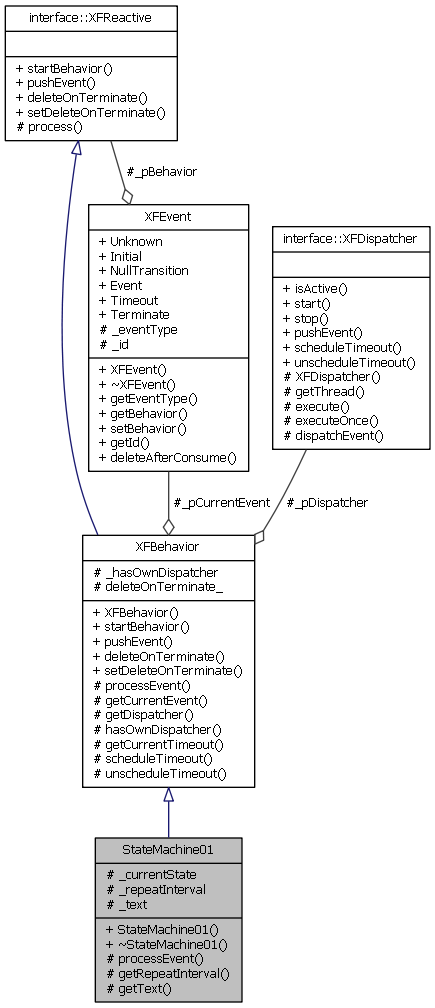 interface::XFReactive
+ startBehavior()
+ pushEvent()
+ deleteOnTerminate()
+ setDeleteOnTerminate()
# process()
#_pBehavior
XFEvent
+ Unknown
+ Initial
+ NullTransition
+ Event
+ Timeout
+ Terminate
# _eventType
# _id
+ XFEvent()
+ ~XFEvent()
+ getEventType()
+ getBehavior()
+ setBehavior()
+ getId()
+ deleteAfterConsume()
interface::XFDispatcher
+ isActive()
+ start()
+ stop()
+ pushEvent()
+ scheduleTimeout()
+ unscheduleTimeout()
# XFDispatcher()
# getThread()
# execute()
# executeOnce()
# dispatchEvent()
#_pCurrentEvent
#_pDispatcher
XFBehavior
# _hasOwnDispatcher
# deleteOnTerminate_
+ XFBehavior()
+ startBehavior()
+ pushEvent()
+ deleteOnTerminate()
+ setDeleteOnTerminate()
# processEvent()
# getCurrentEvent()
# getDispatcher()
# hasOwnDispatcher()
# getCurrentTimeout()
# scheduleTimeout()
# unscheduleTimeout()
StateMachine01
# _currentState
# _repeatInterval
# _text
+ StateMachine01()
+ ~StateMachine01()
# processEvent()
# getRepeatInterval()
# getText()